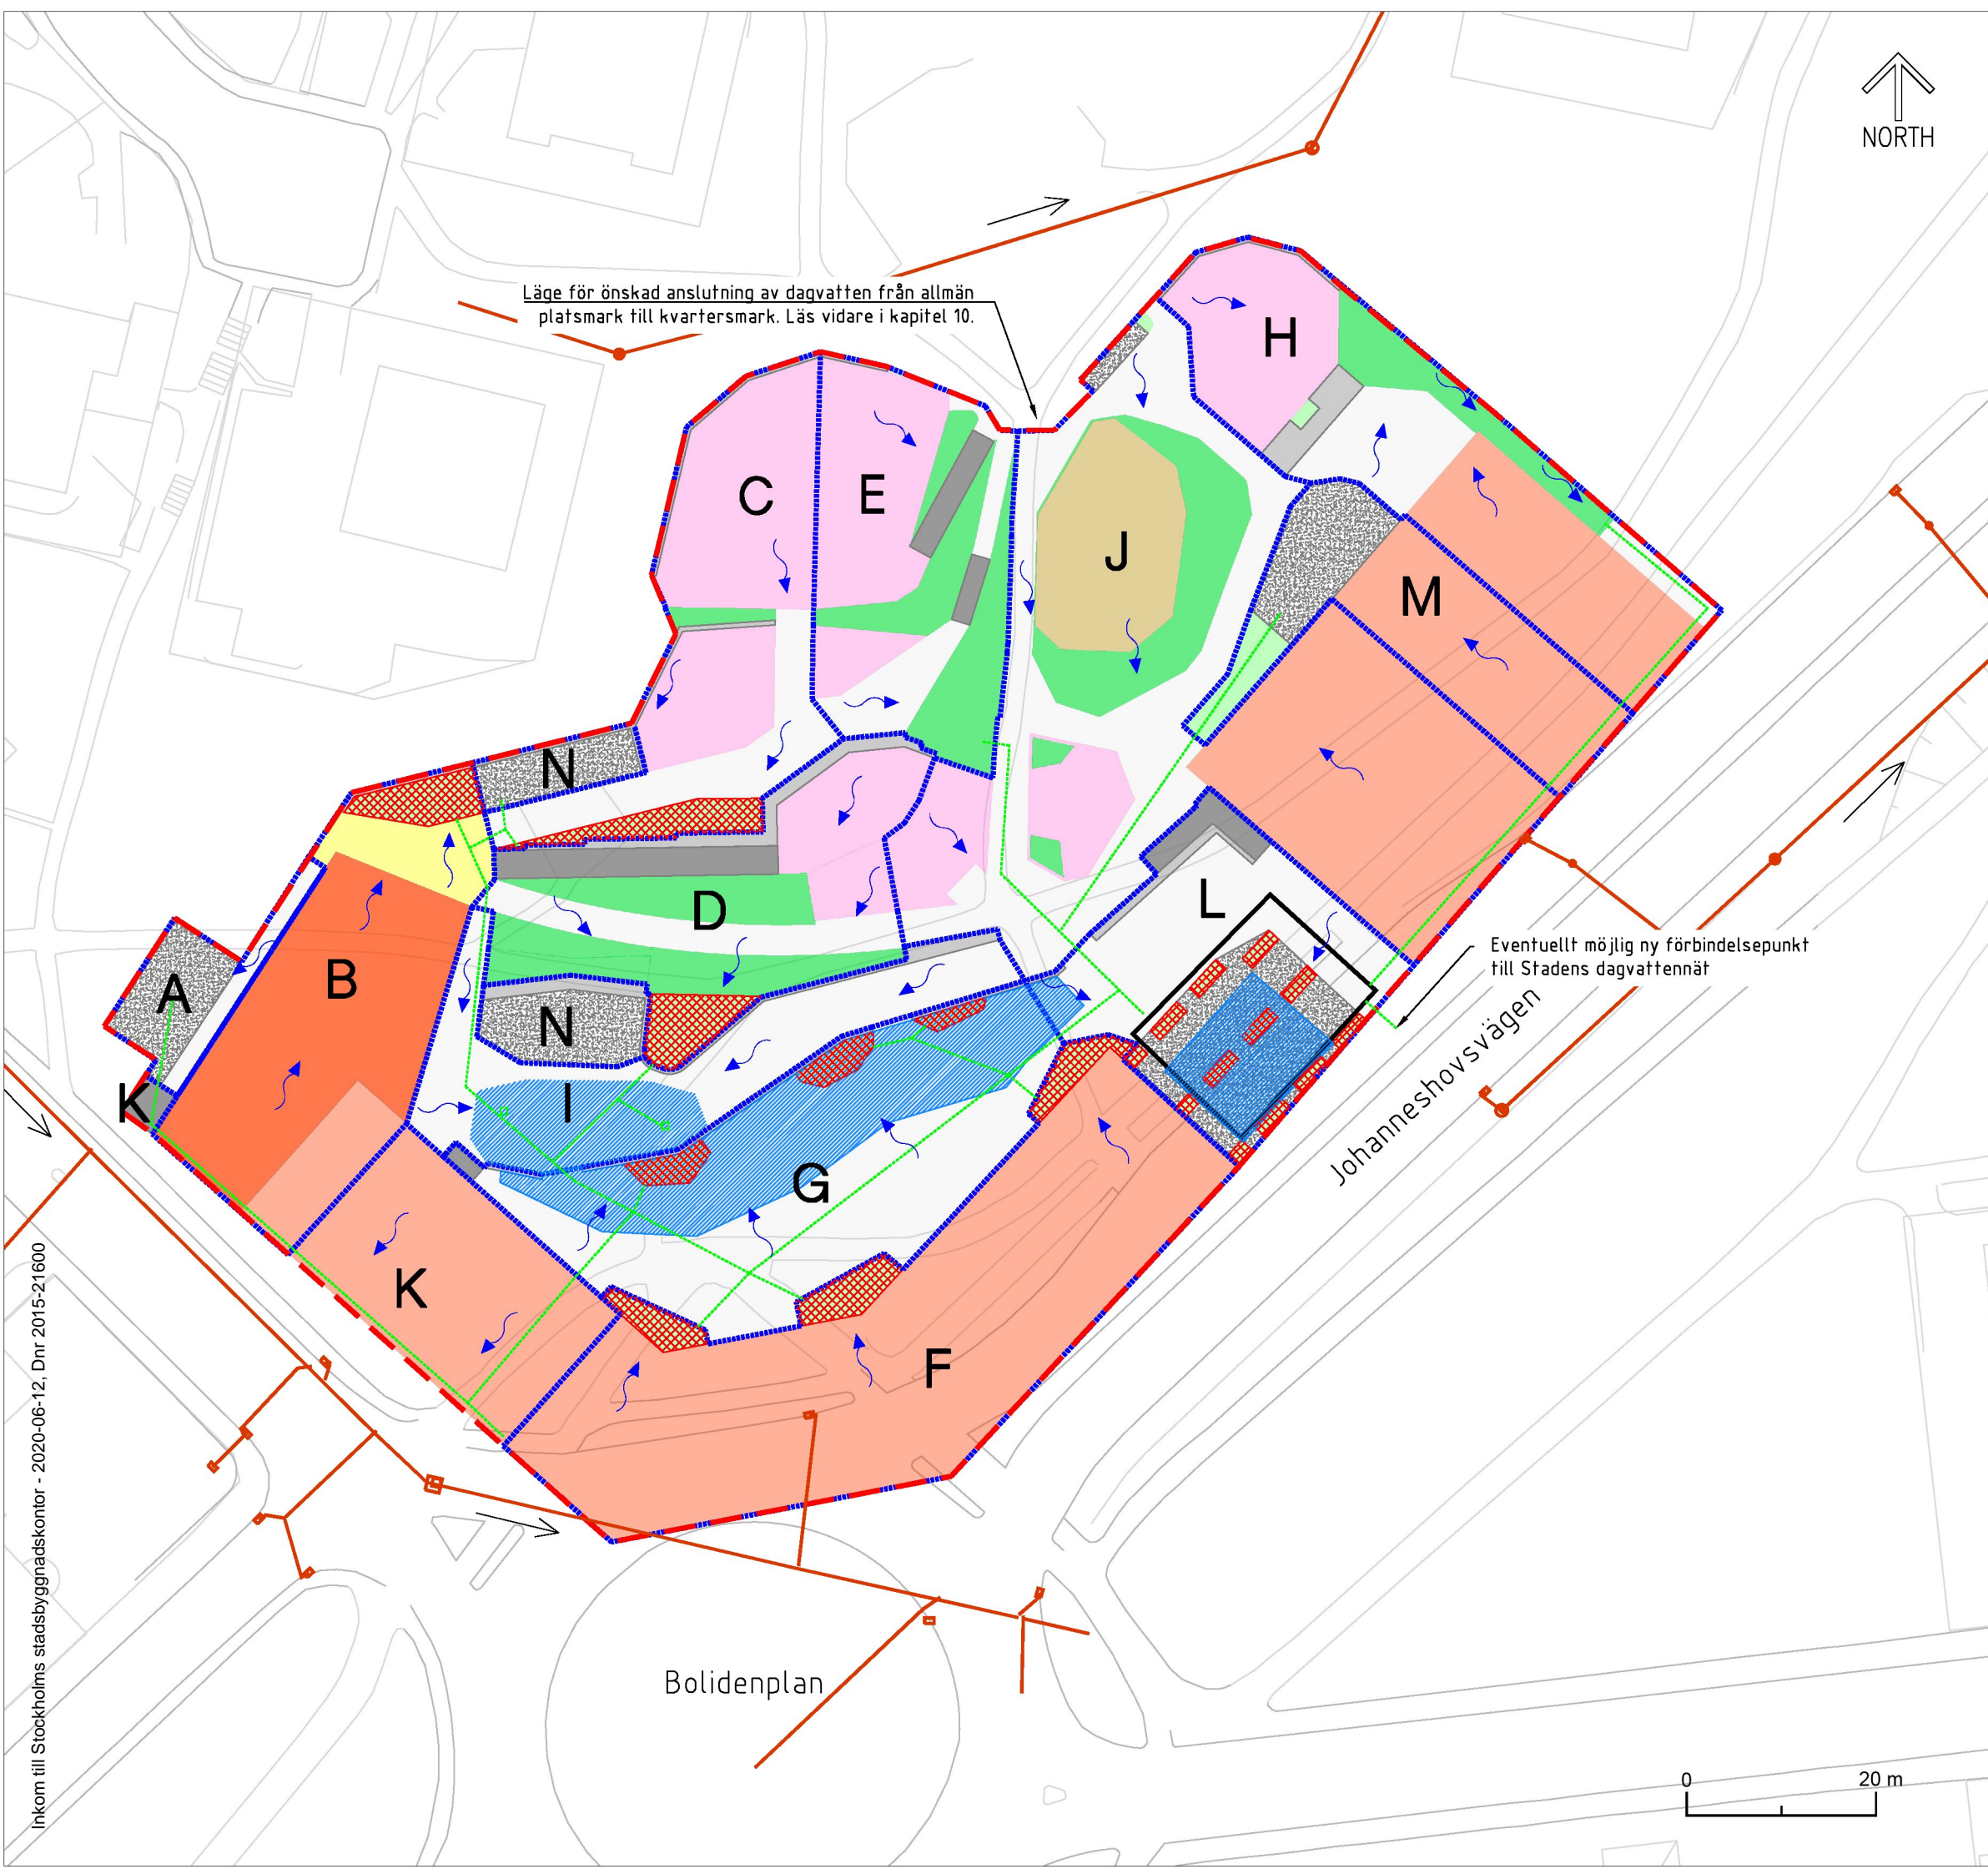 NORTH
Läge för önskad anslutning av dagvatten från allmän
platsmark till kvartersmark. Läs vidare i kapitel 10.
H
C
E
J
M
N
D
L
A
B
N
K
I
G
K
F
Eventuellt möjlig ny förbindelsepunkt
till Stadens dagvattennät
Johanneshovsvägen
Bolidenplan
0 20 m
Inkom till Stockholms stadsbyggnadskontor - 2020-06-12, Dnr 2015-21600